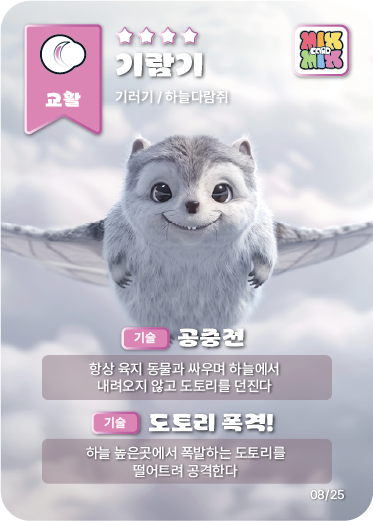 교활
기랅기
기러기 / 하늘다람쥐
MIX
CARD
MIX
기술 공중전
항상 육지 동물과 싸우며 하늘에서
내려오지 않고 도토리를 던진다
기술 도토리 폭격!
하늘 높은곳에서 폭발하는 도토리를
떨어트려 공격한다
08/25